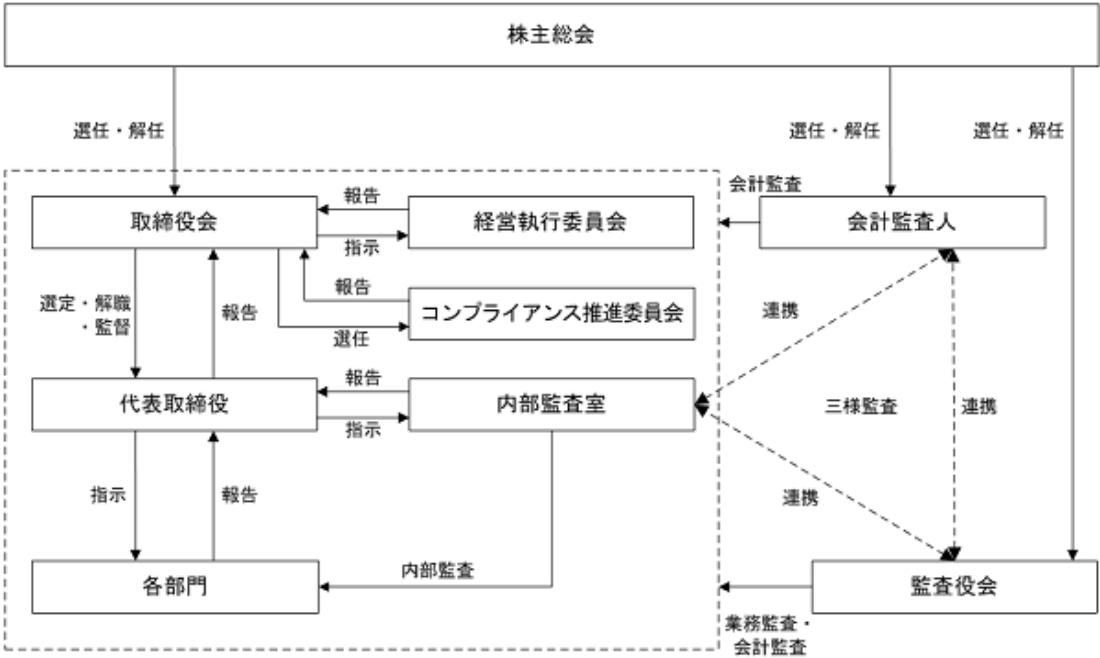 株主総会
選任・解任
選任・解任
選任・解任
会計監査
取締役会
報告
指示
経営執行委員会
会計監査人
選定・解職
・監督
報告
報告
選任
コンプライアンス推進委員会
連携
代表取締役
報告
指示
内部監査室
三様監査
連携
指示
報告
連携
各部門
内部監査
監査役会
業務監査・
会計監査